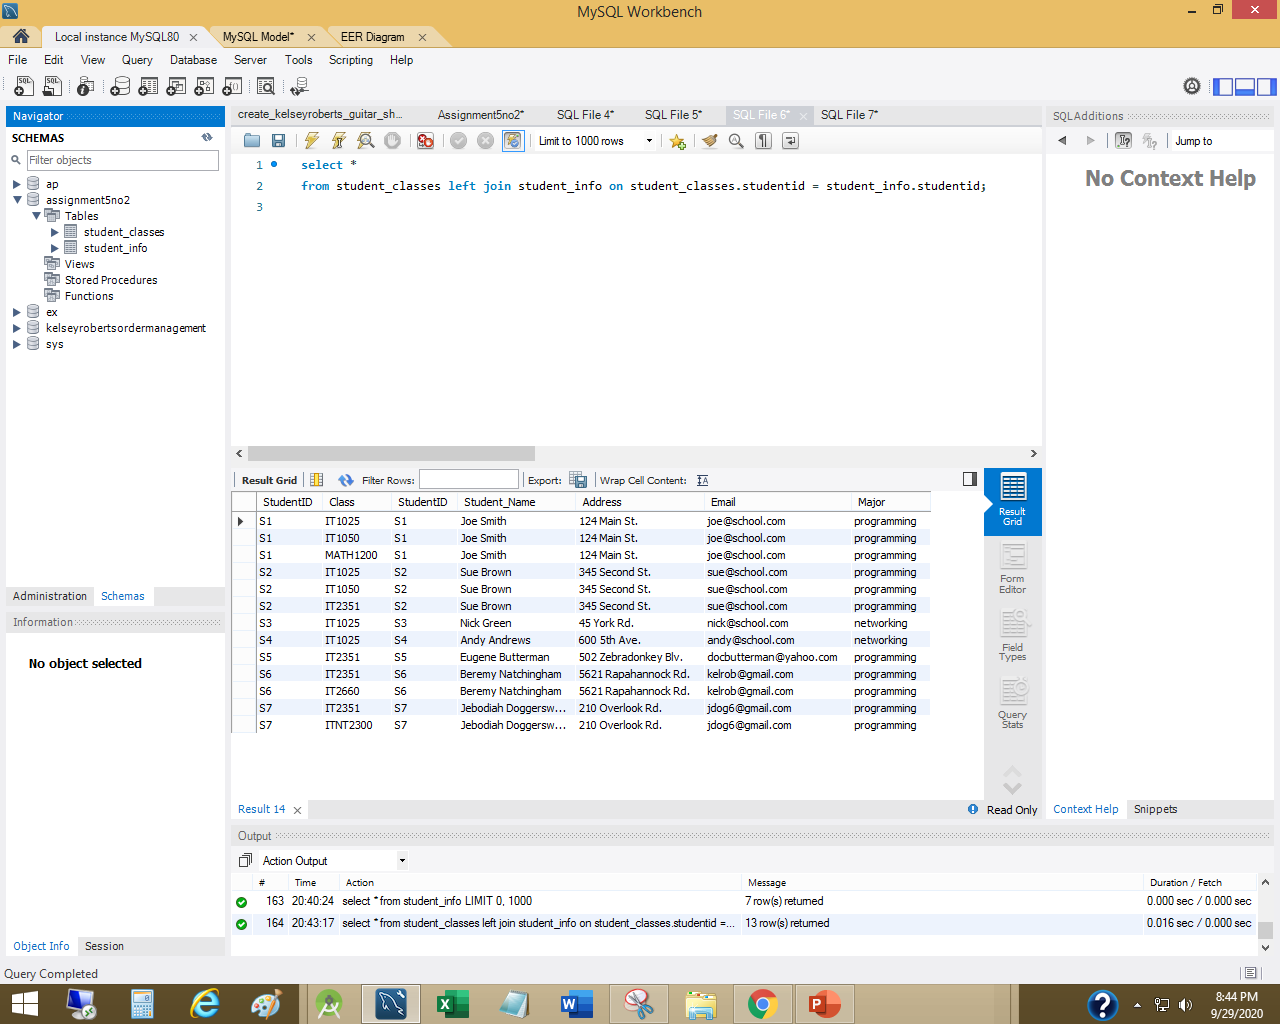 MySQL Workbench
Local instance MySQL80 × MySQL Model* × EER Diagram ×
File Edit View Query Database Server Tools Scripting Help
Navigator
SCHEMAS
Filter objects
ap
assignment5no2
Tables
student_classes
student_info
Views
Stored Procedures
Functions
ex
kelseyrobertsordermanagement
sys
Administration Schemas
Information
No object selected
Object Info Session
create_kelseyroberts_guitar_sh... Assignment5no2* SQL File 4* SQL File 5* SQL File 6* × SQL File 7*
Limit to 1000 rows
1 select *
2 from student_classes left join student_info on student_classes.studentid = student_info.studentid;
3
Result Grid Filter Rows: Export: Wrap Cell Content:
StudentID Class StudentID Student_Name Address Email Major
S1 IT1025 S1 Joe Smith 124 Main St. joe@school.com programming
S1 IT1050 S1 Joe Smith 124 Main St. joe@school.com programming
S1 MATH1200 S1 Joe Smith 124 Main St. joe@school.com programming
S2 IT1025 S2 Sue Brown 345 Second St. sue@school.com programming
S2 IT1050 S2 Sue Brown 345 Second St. sue@school.com programming
S2 IT2351 S2 Sue Brown 345 Second St. sue@school.com programming
S3 IT1025 S3 Nick Green 45 York Rd. nick@school.com networking
S4 IT1025 S4 Andy Andrews 600 5th Ave. andy@school.com networking
S5 IT2351 S5 Eugene Butterman 502 Zebradonkey Blv. docbutterman@yahoo.com programming
S6 IT2351 S6 Beremy Natchingham 5621 Rapahannock Rd. kelrob@gmail.com programming
S6 IT2660 S6 Beremy Natchingham 5621 Rapahannock Rd. kelrob@gmail.com programming
S7 IT2351 S7 Jebodiah Doggersw... 210 Overlook Rd. jdog6@gmail.com programming
S7 ITNT2300 S7 Jebodiah Doggersw... 210 Overlook Rd. jdog6@gmail.com programming
Result
Grid
Form
Editor
Field
Types
Query
Stats
Result 14 × Read Only
SQLAdditions
Jump to
No Context Help
Context Help Snippets
Output
Action Output
# Time Action Message Duration / Fetch
163 20:40:24 select * from student_info LIMIT 0, 1000 7 row(s) returned 0.000 sec / 0.000 sec
164 20:43:17 select * from student_classes left join student_info on student_classes.studentid =... 13 row(s) returned 0.016 sec / 0.000 sec
Query Completed
8:44 PM
9/29/2020